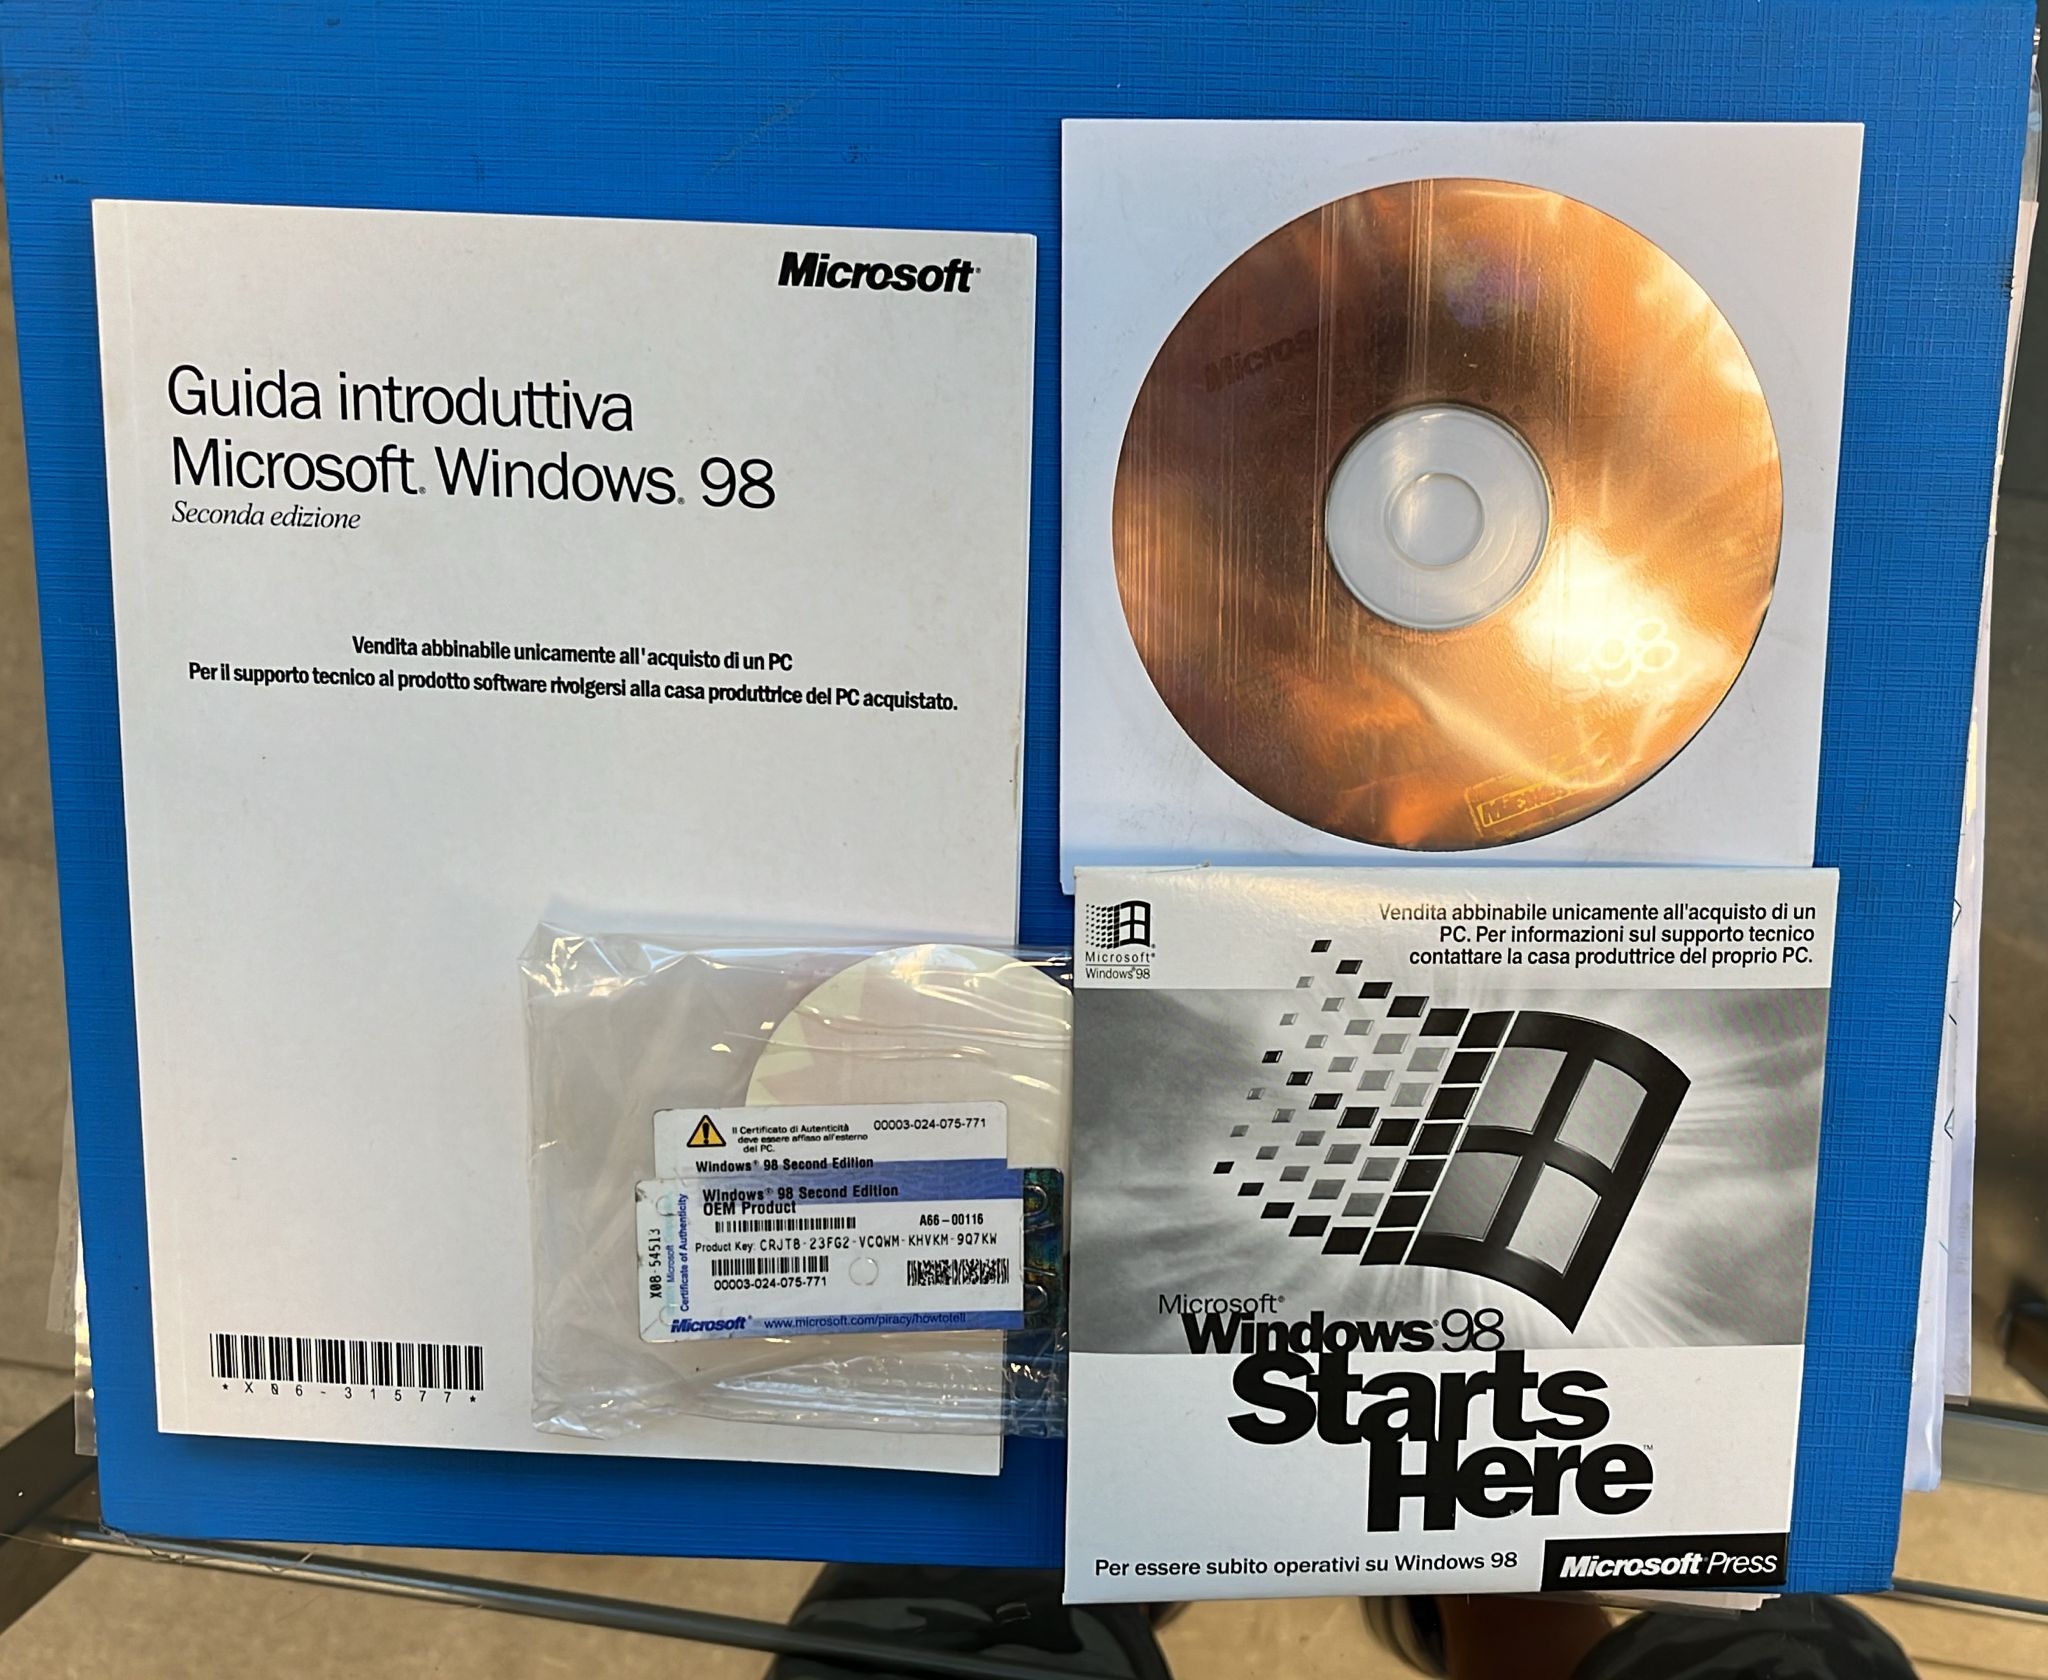 Microsoft
Guida introduttiva
Microsoft Windows 98
Seconda edizione
Vendita abbinabile unicamente all'acquisto di un PC
Per il supporto tecnico al prodotto software rivolgersi alla casa produttrice del PC acquistato.
*X06-31577*
Il Certificato di Autenticità
deve essere affisso all'esterno
del PC.
00003-024-075-771
Windows® 98 Second Edition
Windows® 98 Second Edition
OEM Product
A66-00116
Product Key: CRJT8-23FG2-VCQWM-KHVKM-9Q7KW
00003-024-075-771
X08-54513
Microsoft
Certificate of Authenticity
Microsoft® www.microsoft.com/piracy/howtotell
98
Microsoft®
Windows®98
Vendita abbinabile unicamente all'acquisto di un
PC. Per informazioni sul supporto tecnico
contattare la casa produttrice del proprio PC.
Microsoft®
Windows®98
Starts
Here™
Per essere subito operativi su Windows 98
Microsoft Press